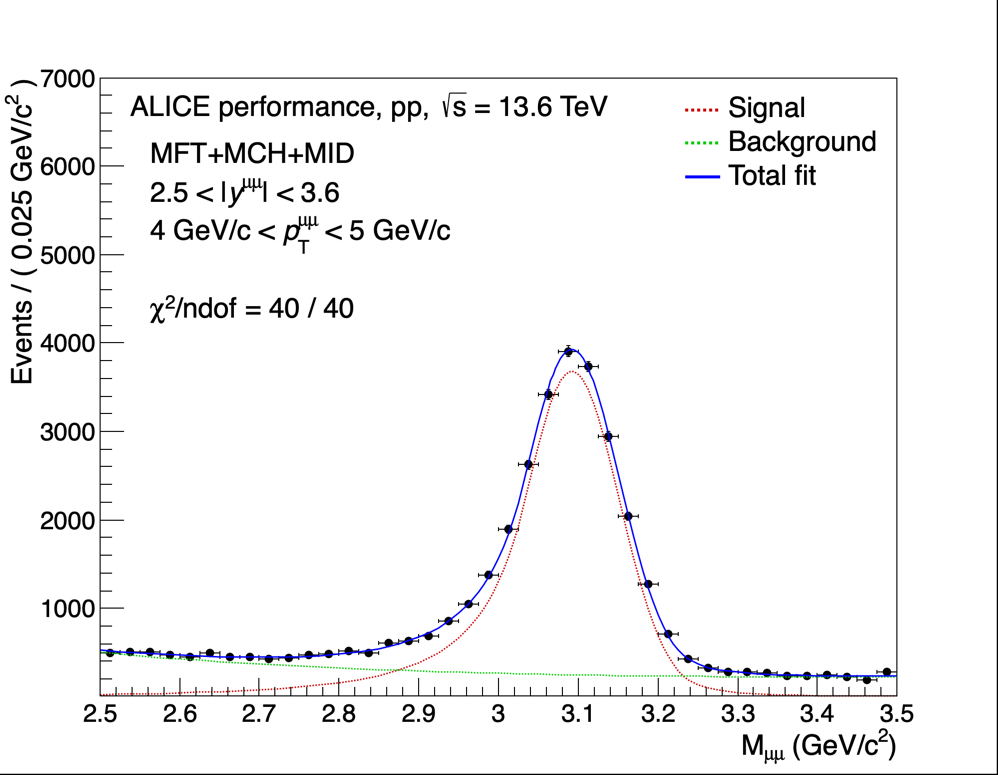 ALICE performance, pp, √s = 13.6 TeV
MFT+MCH+MID
2.5 < |y^μμ| < 3.6
4 GeV/c < p_T^μμ < 5 GeV/c
χ²/ndof = 40 / 40
Signal
Background
Total fit
Events / ( 0.025 GeV/c² )
7000
6000
5000
4000
3000
2000
1000
2.5 2.6 2.7 2.8 2.9 3 3.1 3.2 3.3 3.4 3.5
M_μμ (GeV/c²)